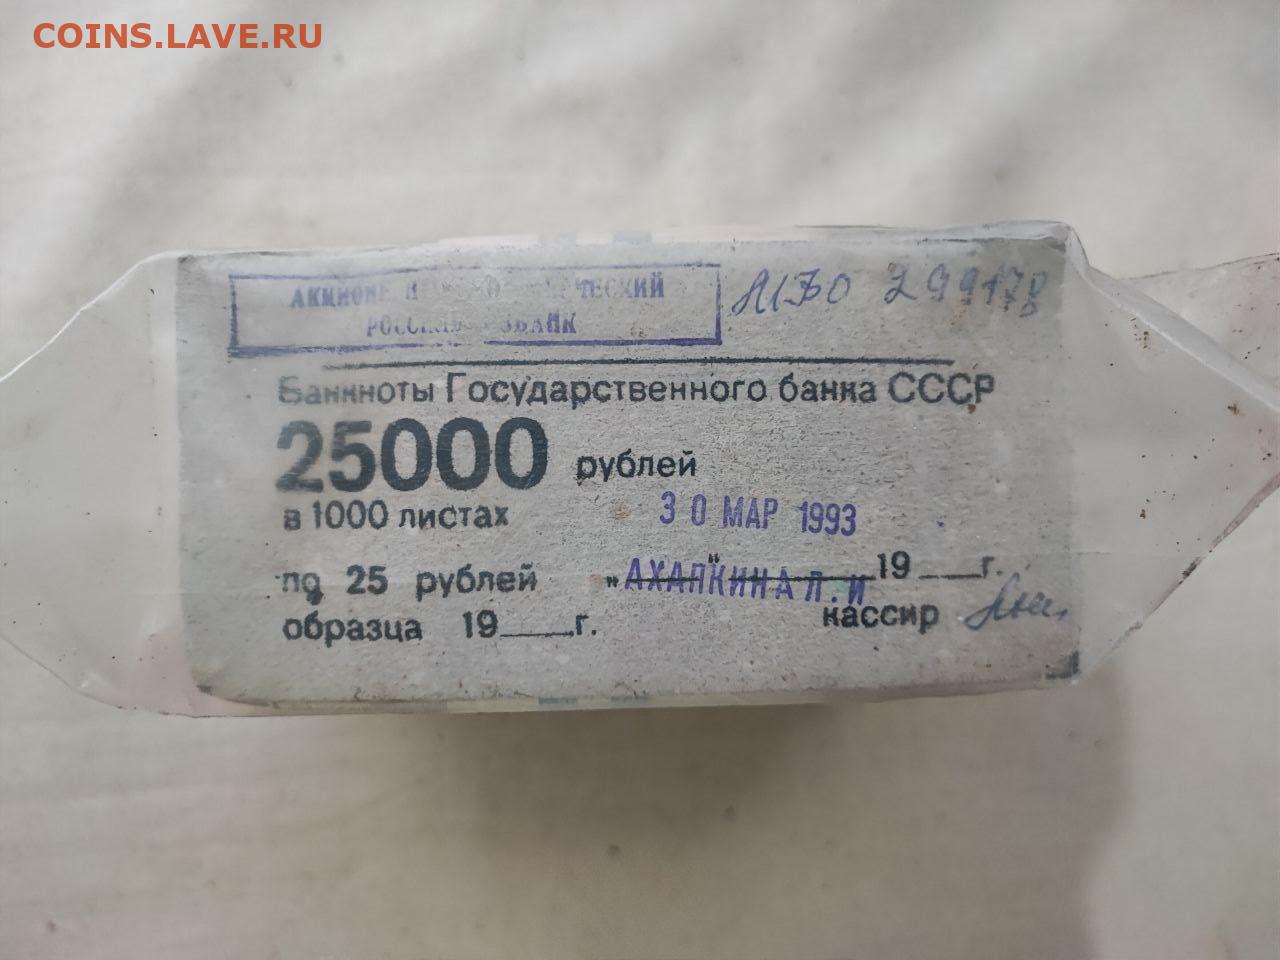 COINS.LAVE.RU
Банкноты Государственного банка СССР
25000 рублей
в 1000 листах
30 МАР 1993
по 25 рублей " " 19 г.
АХАПКИНА Л.И
образца 19 г.
кассир